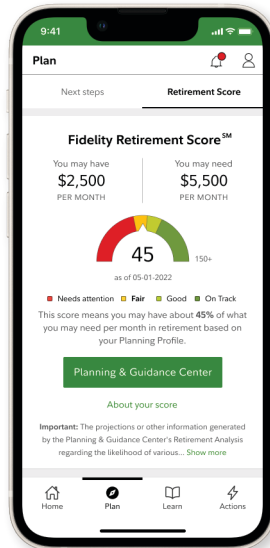 9:41
Plan
Next steps
Retirement Score
Fidelity Retirement Score℠
You may have
$2,500
PER MONTH
You may need
$5,500
PER MONTH
45
150+
as of 05-01-2022
Needs attention Fair Good On Track
This score means you may have about 45% of what
you may need per month in retirement based on
your Planning Profile.
Planning & Guidance Center
About your score
Important: The projections or other information generated
by the Planning & Guidance Center's Retirement Analysis
regarding the likelihood of various... Show more
Home
Plan
Learn
Actions